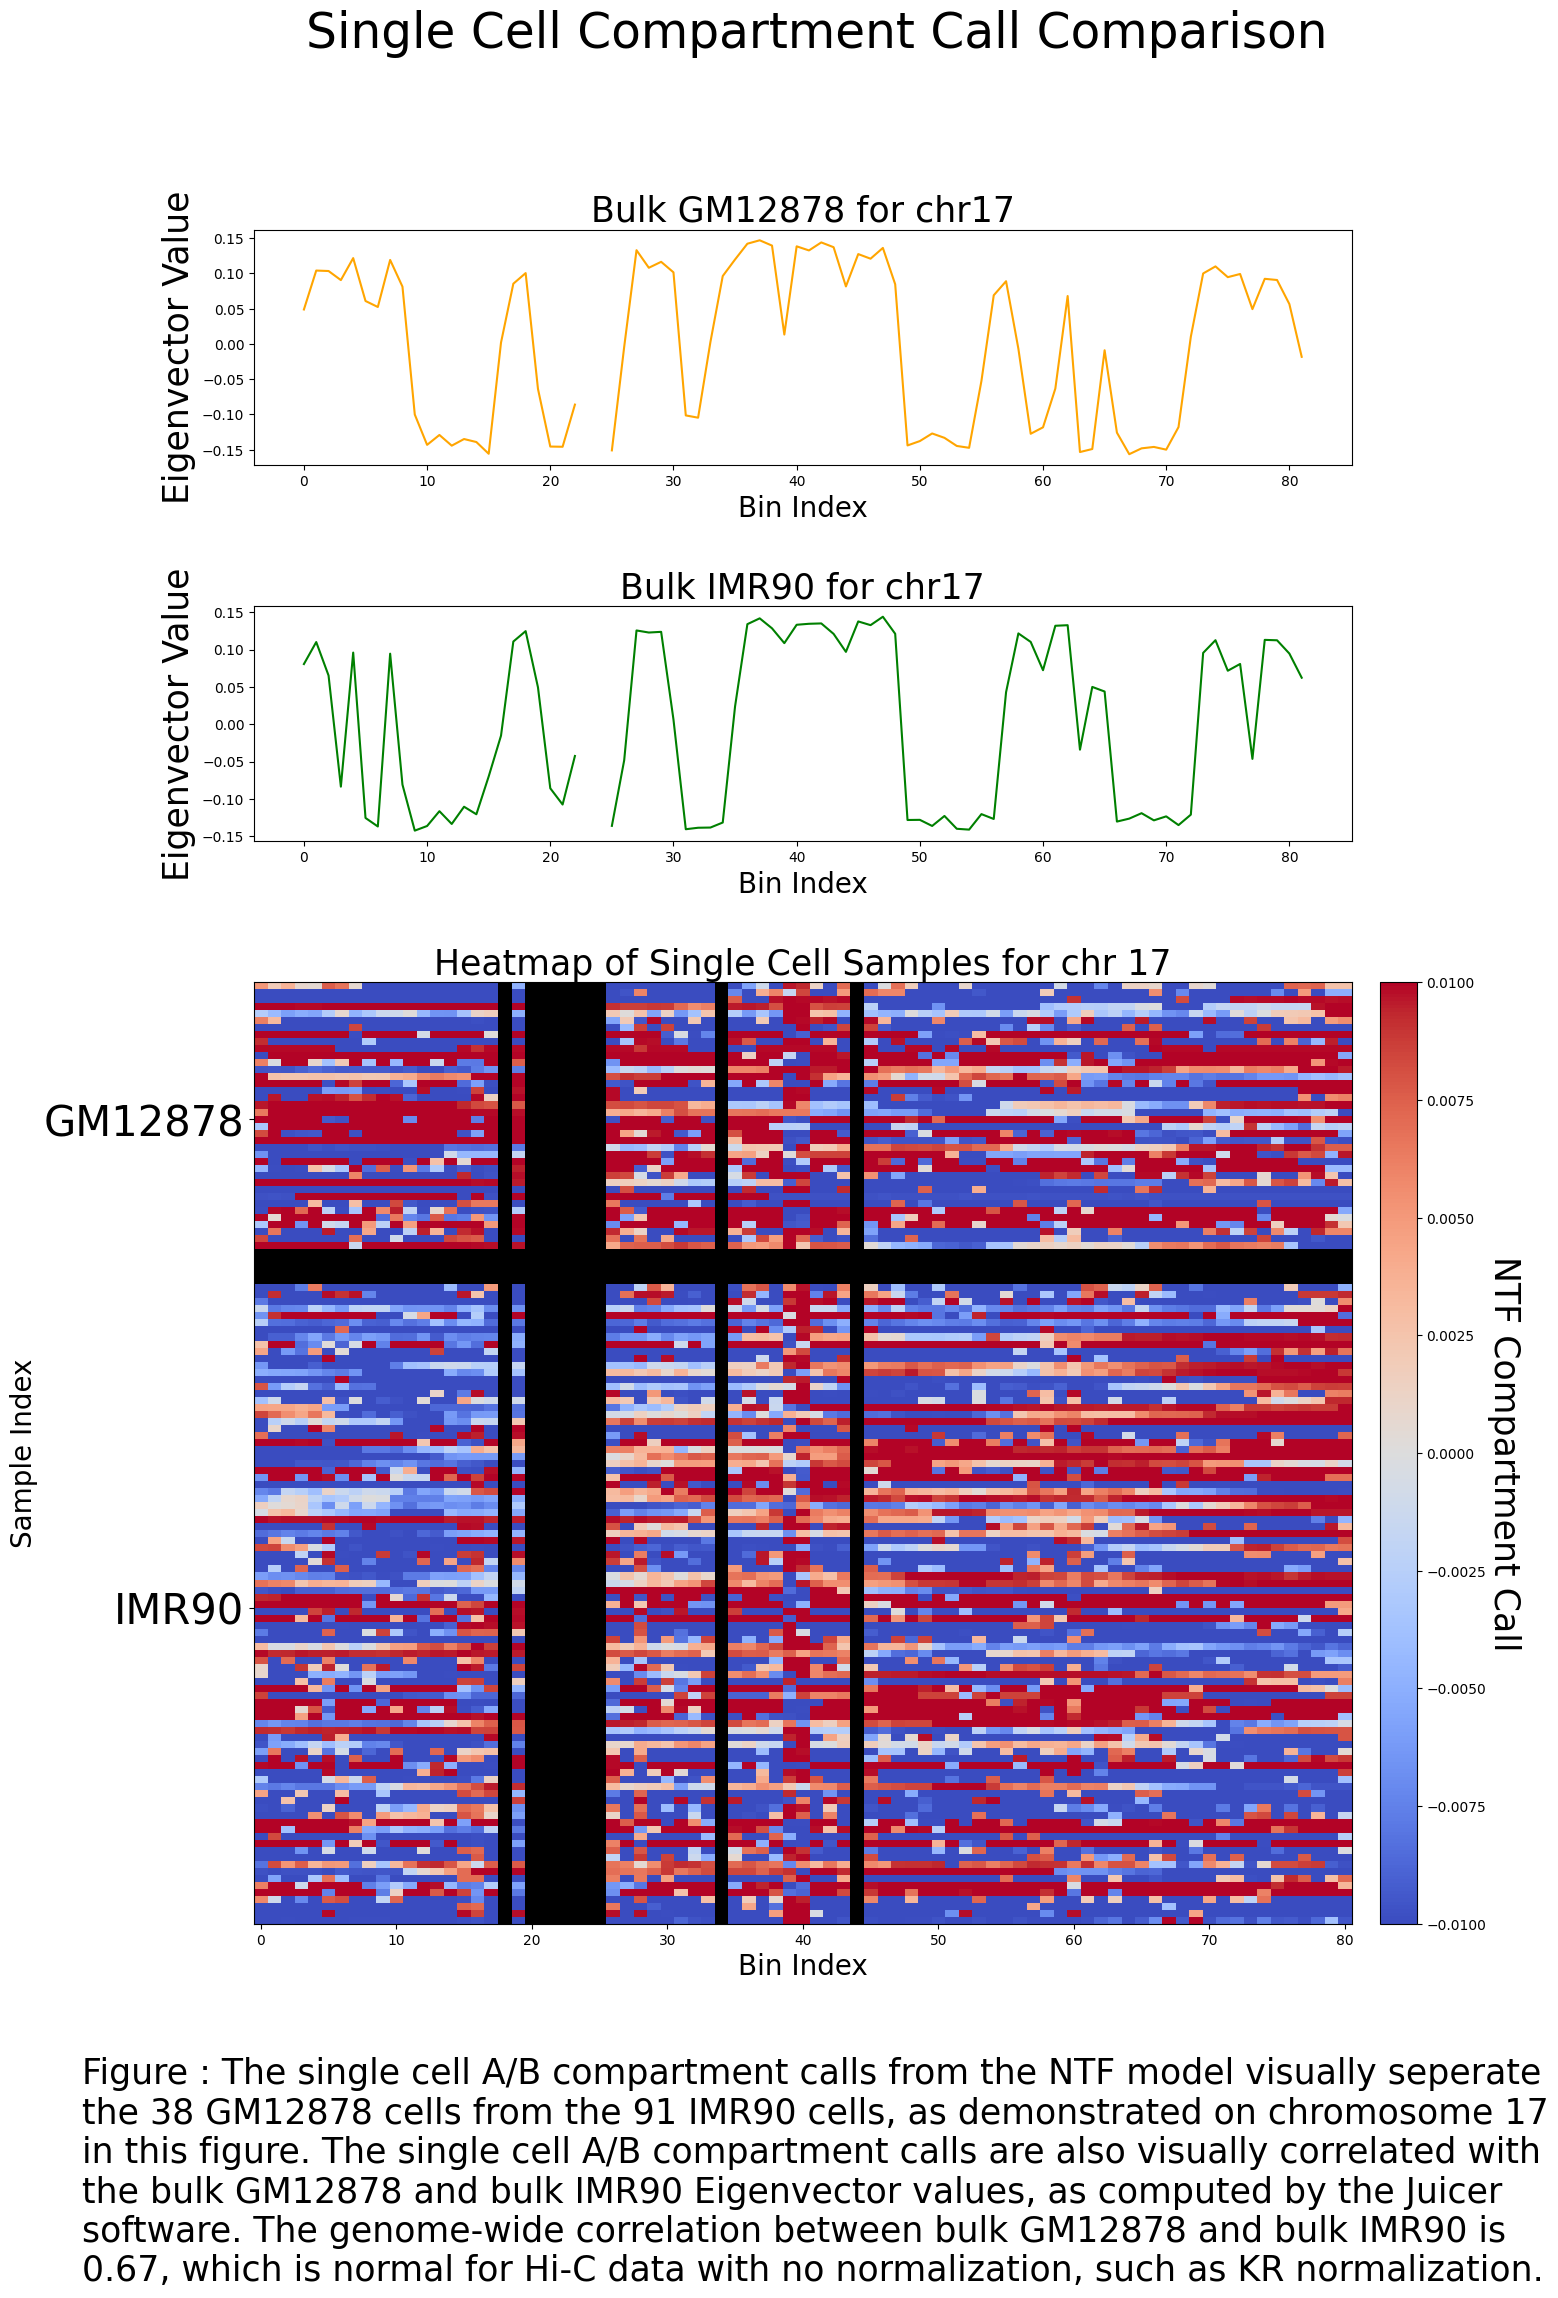 Single Cell Compartment Call Comparison
Bulk GM12878 for chr17
Eigenvector Value
0.15
0.10
0.05
0.00
−0.05
−0.10
−0.15
0 10 20 30 40 50 60 70 80
Bin Index
Bulk IMR90 for chr17
Eigenvector Value
0.15
0.10
0.05
0.00
−0.05
−0.10
−0.15
0 10 20 30 40 50 60 70 80
Bin Index
Heatmap of Single Cell Samples for chr 17
Sample Index
GM12878
IMR90
0 10 20 30 40 50 60 70 80
Bin Index
0.0100
0.0075
0.0050
0.0025
0.0000
−0.0025
−0.0050
−0.0075
−0.0100
NTF Compartment Call
Figure : The single cell A/B compartment calls from the NTF model visually seperate
the 38 GM12878 cells from the 91 IMR90 cells, as demonstrated on chromosome 17
in this figure. The single cell A/B compartment calls are also visually correlated with
the bulk GM12878 and bulk IMR90 Eigenvector values, as computed by the Juicer
software. The genome-wide correlation between bulk GM12878 and bulk IMR90 is
0.67, which is normal for Hi-C data with no normalization, such as KR normalization.